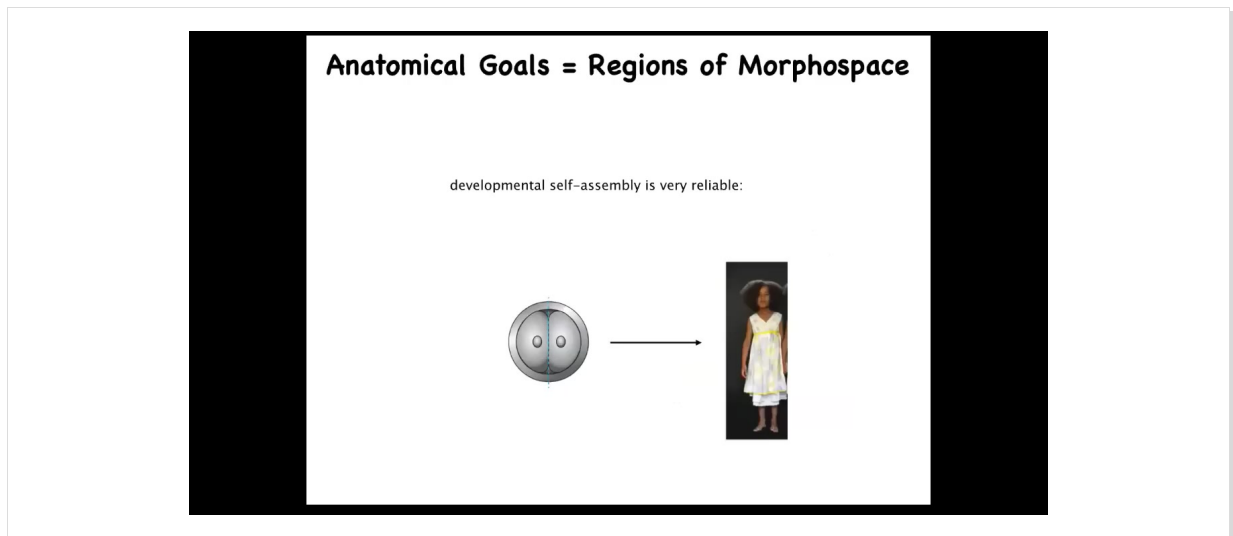 Anatomical Goals = Regions of Morphospace
developmental self-assembly is very reliable: